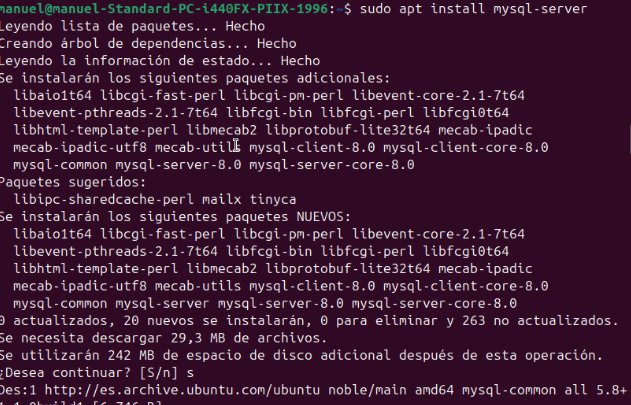 manuel@manuel-Standard-PC-i440FX-PIIX-1996:~$ sudo apt install mysql-server
Leyendo lista de paquetes... Hecho
Creando árbol de dependencias... Hecho
Leyendo la información de estado... Hecho
Se instalarán los siguientes paquetes adicionales:
libaio1t64 libcgi-fast-perl libcgi-pm-perl libevent-core-2.1-7t64
libevent-pthreads-2.1-7t64 libfcgi-bin libfcgi-perl libfcgi0t64
libhtml-template-perl libmecab2 libprotobuf-lite32t64 mecab-ipadic
mecab-ipadic-utf8 mecab-utils mysql-client-8.0 mysql-client-core-8.0
mysql-common mysql-server-8.0 mysql-server-core-8.0
Paquetes sugeridos:
libipc-sharedcache-perl mailx tinyca
Se instalarán los siguientes paquetes NUEVOS:
libaio1t64 libcgi-fast-perl libcgi-pm-perl libevent-core-2.1-7t64
libevent-pthreads-2.1-7t64 libfcgi-bin libfcgi-perl libfcgi0t64
libhtml-template-perl libmecab2 libprotobuf-lite32t64 mecab-ipadic
mecab-ipadic-utf8 mecab-utils mysql-client-8.0 mysql-client-core-8.0
mysql-common mysql-server mysql-server-8.0 mysql-server-core-8.0
0 actualizados, 20 nuevos se instalarán, 0 para eliminar y 263 no actualizados.
Se necesita descargar 29,3 MB de archivos.
Se utilizarán 242 MB de espacio de disco adicional después de esta operación.
¿Desea continuar? [S/n] s
Des:1 http://es.archive.ubuntu.com/ubuntu noble/main amd64 mysql-common all 5.8+